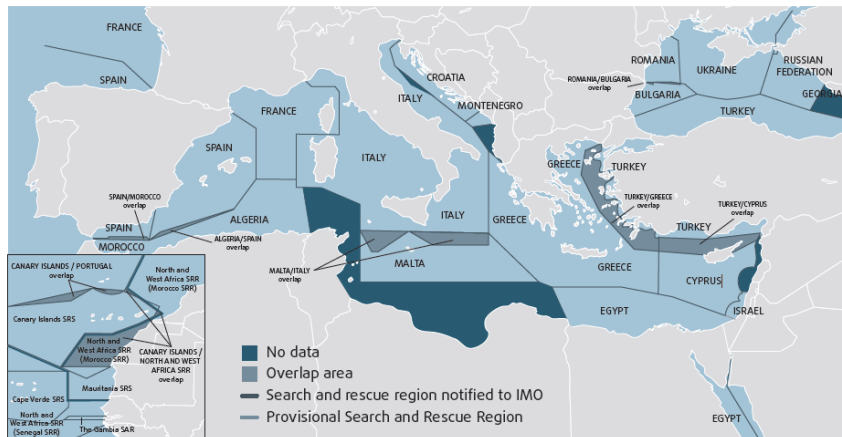 FRANCE
SPAIN
FRANCE
SPAIN
ITALY
CROATIA
ITALY
MONTENEGRO
ROMANIA
UKRAINE
RUSSIAN
FEDERATION
ROMANIA/BULGARIA
overlap
BULGARIA
GEORGIA
TURKEY
GREECE
TURKEY
SPAIN/MOROCCO
overlap
SPAIN
MOROCCO
ALGERIA
ALGERIA/SPAIN
overlap
ITALY
GREECE
TURKEY/GREECE
overlap
TURKEY/CYPRUS
overlap
TURKEY
MALTA/ITALY
overlap
MALTA
GREECE
CYPRUS
EGYPT
ISRAEL
EGYPT
CANARY ISLANDS / PORTUGAL
overlap
North and
West Africa SRR
(Morocco SRR)
Canary Islands SRS
North and
West Africa SRR
(Morocco SRR)
CANARY ISLANDS /
NORTH AND WEST
AFRICA SRR
overlap
Mauritania SRS
Cape Verde SRS
North and
West Africa SRR
(Senegal SRR)
The Gambia SAR
No data
Overlap area
Search and rescue region notified to IMO
Provisional Search and Rescue Region